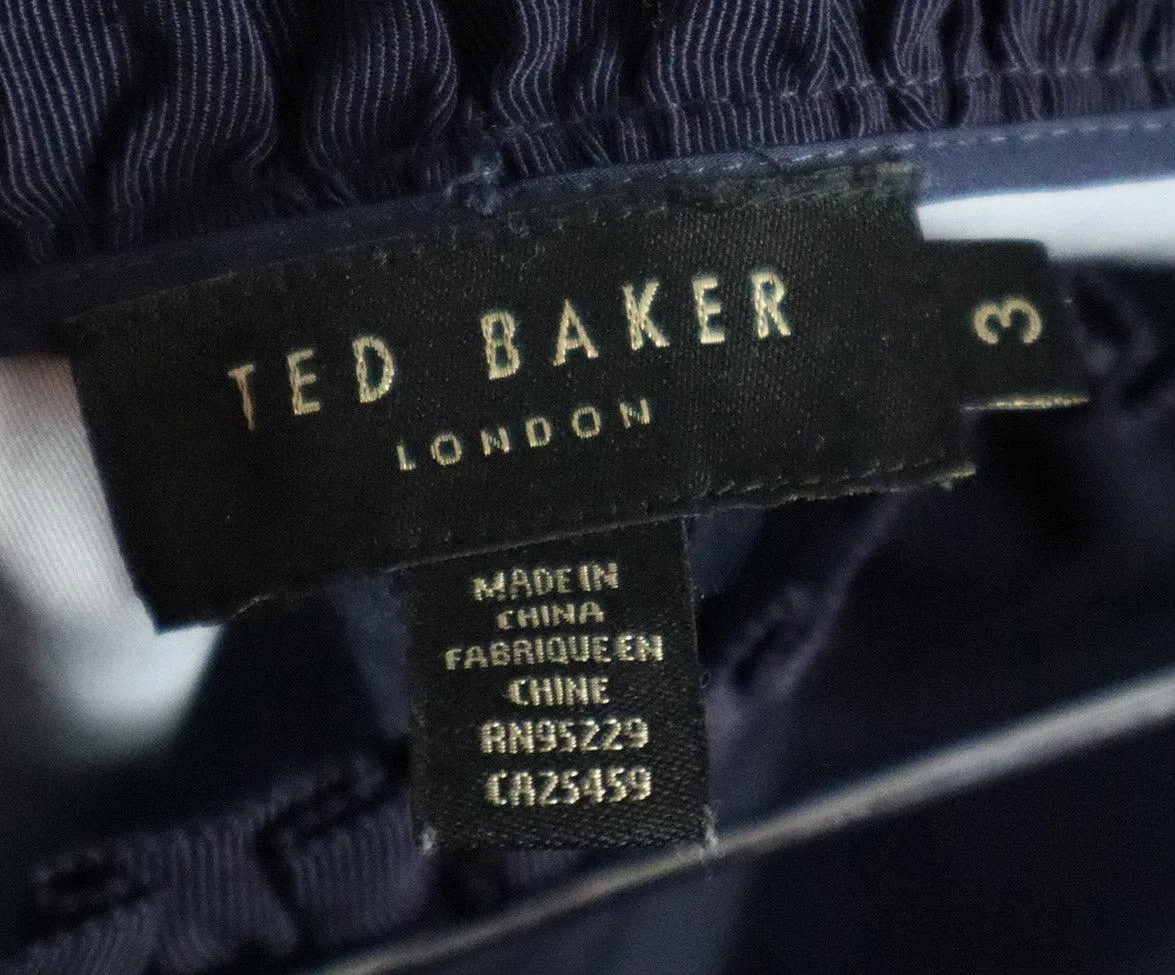 TED BAKER
LONDON
3
MADE IN
CHINA
FABRIQUE EN
CHINE
RN95229
CA25459